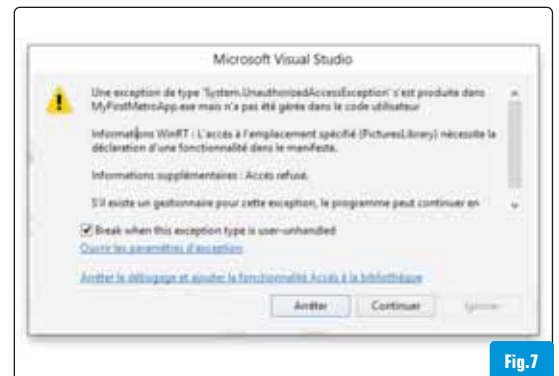 Microsoft Visual Studio
Une exception de type 'System.UnauthorizedAccessException' s'est produite dans
MyFirstMetroApp.exe mais n'a pas été gérée dans le code utilisateur
Informations WinRT : L'accès à l'emplacement spécifié (PicturesLibrary) nécessite la
déclaration d'une fonctionnalité dans le manifeste.
Informations supplémentaires : Accès refusé.
S'il existe un gestionnaire pour cette exception, le programme peut continuer en
Break when this exception type is user-unhandled
Ouvrir les paramètres d'exception
Arrêter le débogage et ajouter la fonctionnalité Accès à la bibliothèque
Arrêter
Continuer
Ignorer
Fig.7